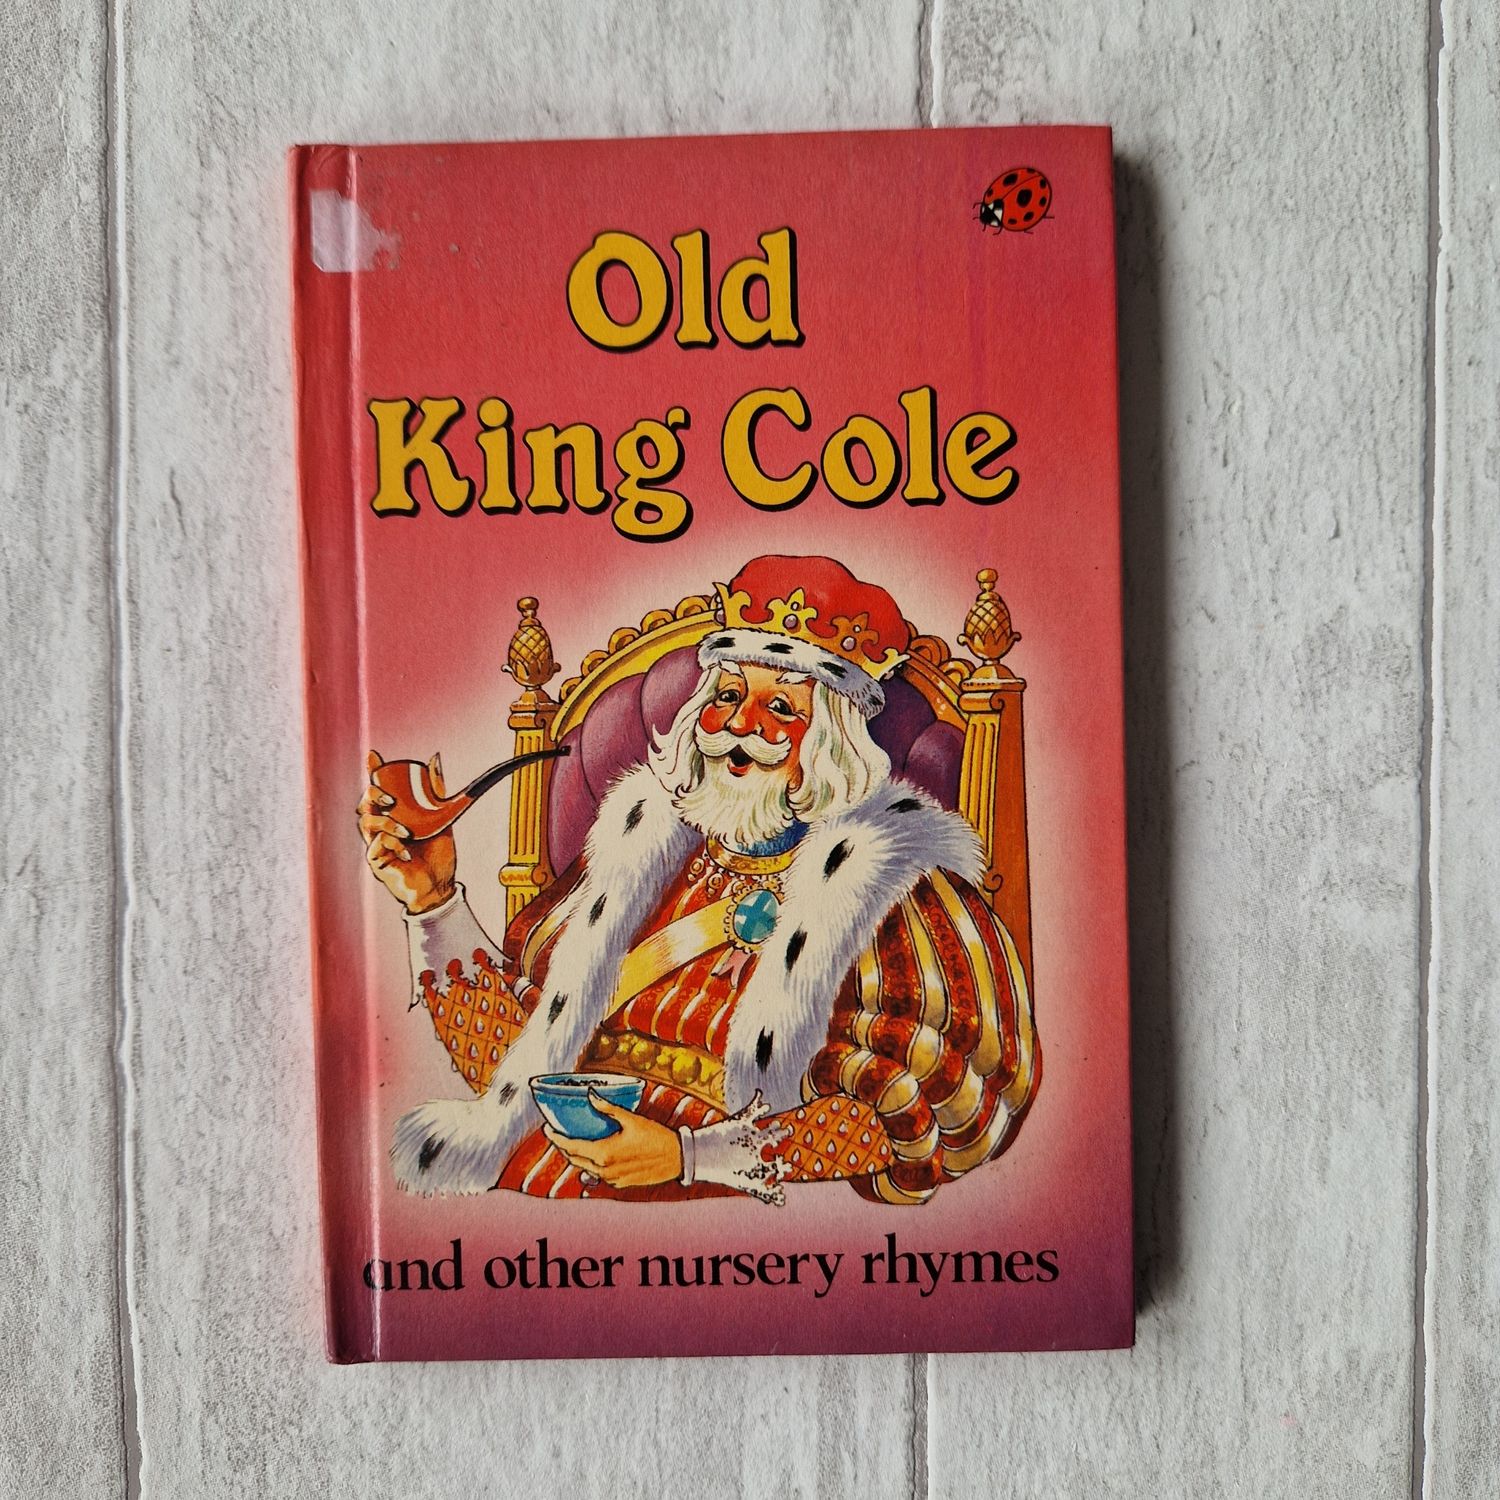 Old
King Cole
and other nursery rhymes